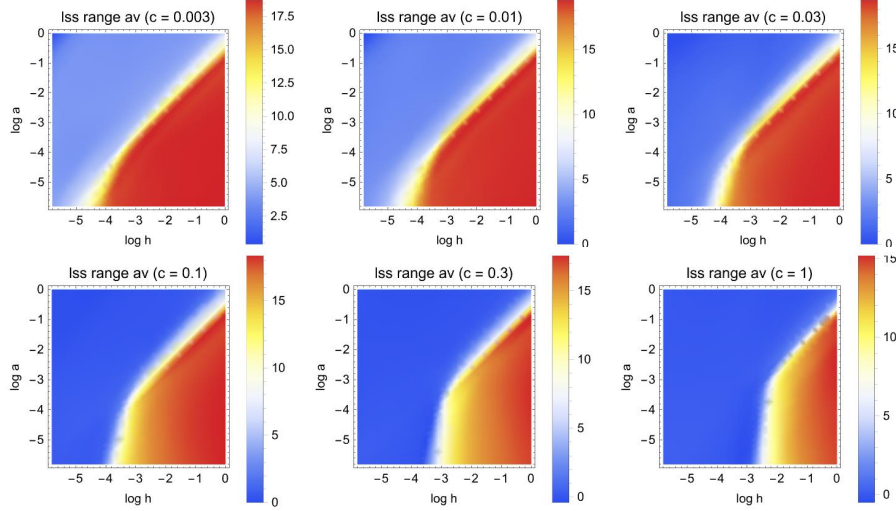 lss range av (c = 0.003)
0
−1
−2
−3
−4
−5
log a
−5 −4 −3 −2 −1 0
log h
17.5
15.0
12.5
10.0
7.5
5.0
2.5
lss range av (c = 0.01)
0
−1
−2
−3
−4
−5
log a
−5 −4 −3 −2 −1 0
log h
15
10
5
0
lss range av (c = 0.03)
0
−1
−2
−3
−4
−5
log a
−5 −4 −3 −2 −1 0
log h
15
10
5
0
lss range av (c = 0.1)
0
−1
−2
−3
−4
−5
log a
−5 −4 −3 −2 −1 0
log h
15
10
5
0
lss range av (c = 0.3)
0
−1
−2
−3
−4
−5
log a
−5 −4 −3 −2 −1 0
log h
15
10
5
0
lss range av (c = 1)
0
−1
−2
−3
−4
−5
log a
−5 −4 −3 −2 −1 0
log h
15
10
5
0